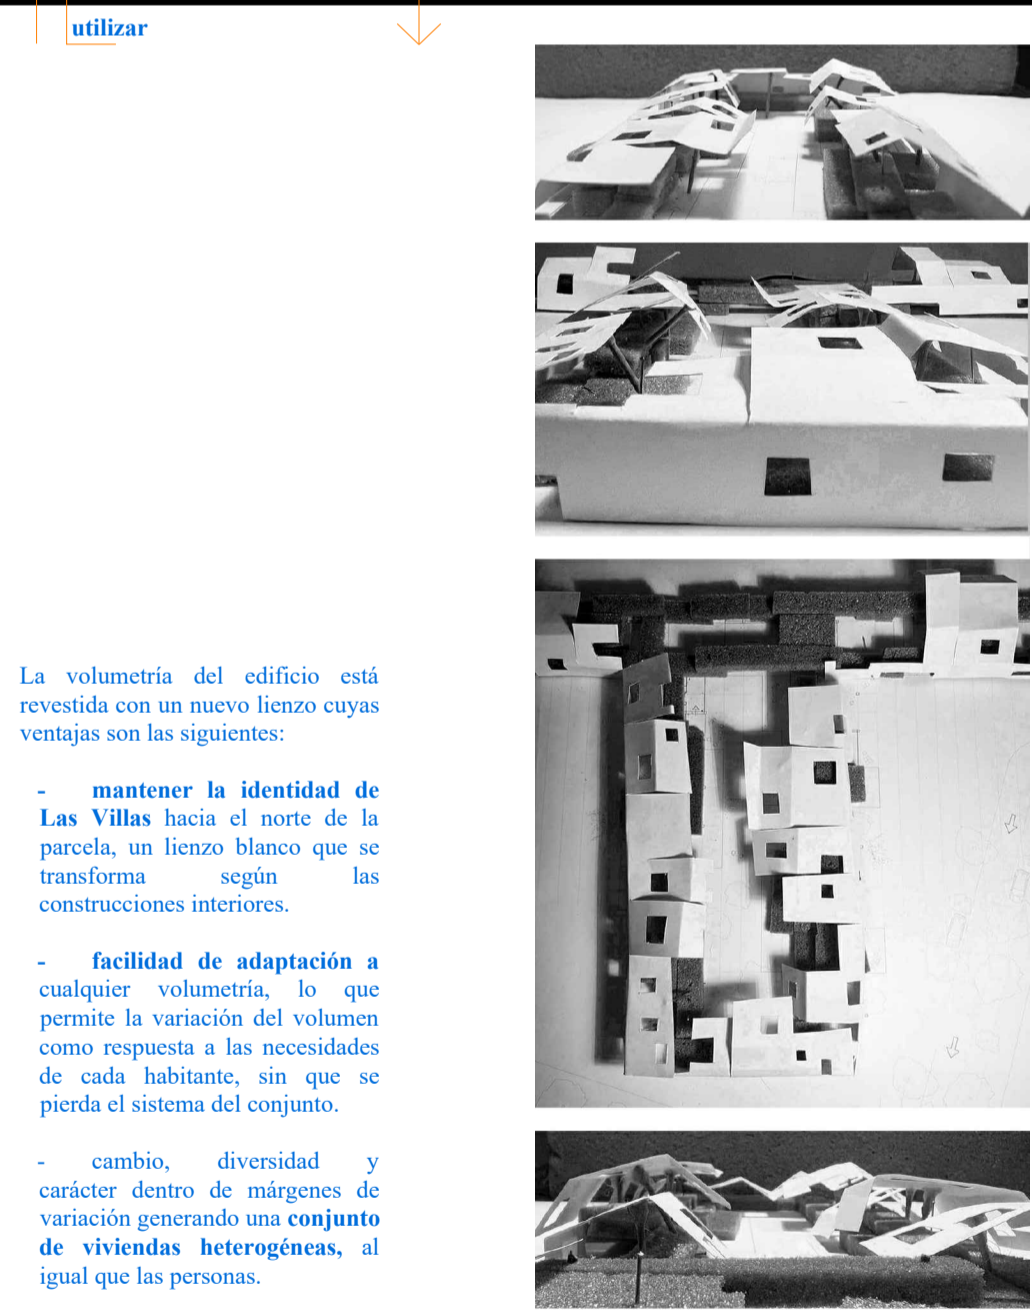 utilizar
La volumetría del edificio está
revestida con un nuevo lienzo cuyas
ventajas son las siguientes:
- mantener la identidad de
Las Villas hacia el norte de la
parcela, un lienzo blanco que se
transforma según las
construcciones interiores.
- facilidad de adaptación a
cualquier volumetría, lo que
permite la variación del volumen
como respuesta a las necesidades
de cada habitante, sin que se
pierda el sistema del conjunto.
- cambio, diversidad y
carácter dentro de márgenes de
variación generando una conjunto
de viviendas heterogéneas, al
igual que las personas.